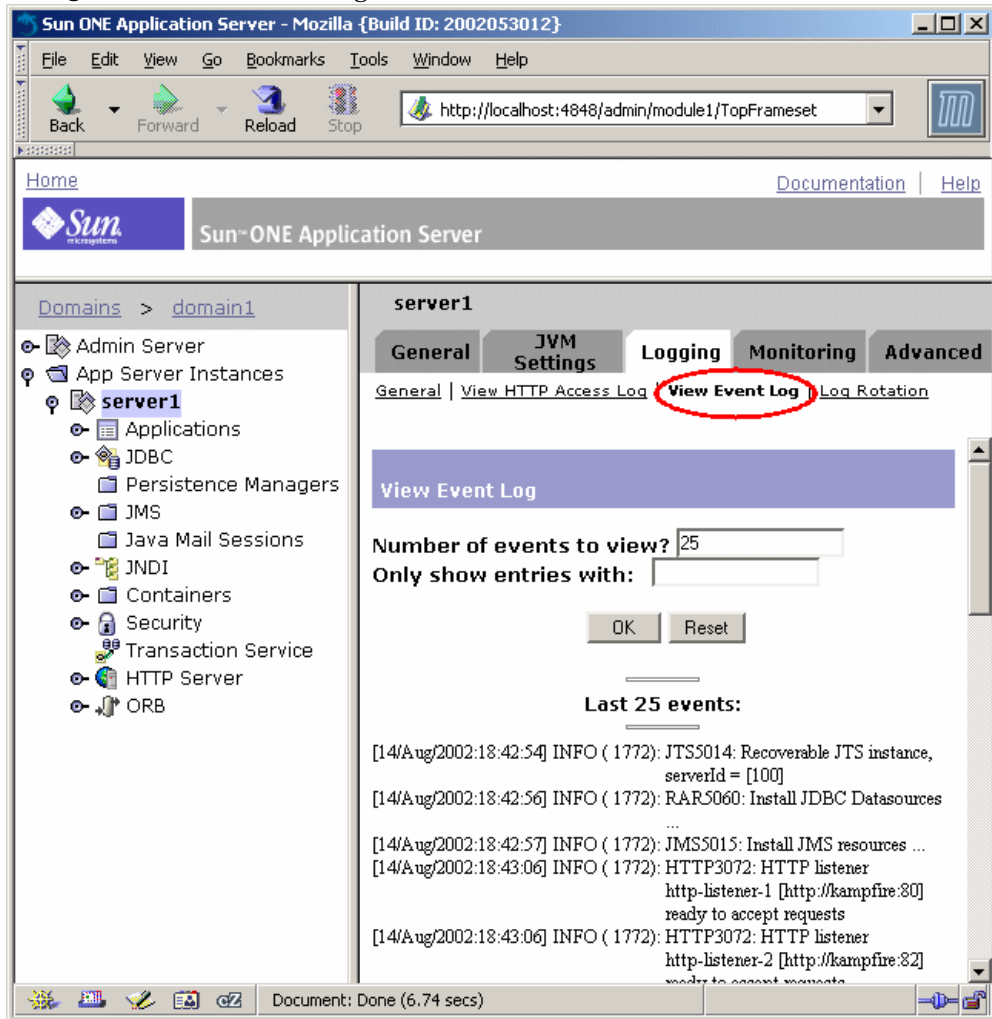 Sun ONE Application Server - Mozilla {Build ID: 2002053012}
File Edit View Go Bookmarks Tools Window Help
Back Forward Reload Stop http://localhost:4848/admin/module1/TopFrameset
Home
Documentation | Help
Sun microsystems
Sun™ ONE Application Server
Domains > domain1
Admin Server
App Server Instances
server1
Applications
JDBC
Persistence Managers
JMS
Java Mail Sessions
JNDI
Containers
Security
Transaction Service
HTTP Server
ORB
server1
General JVM Settings Logging Monitoring Advanced
General | View HTTP Access Log | View Event Log | Log Rotation
View Event Log
Number of events to view? 25
Only show entries with:
OK Reset
Last 25 events:
[14/Aug/2002:18:42:54] INFO ( 1772): JTS5014: Recoverable JTS instance,
serverId = [100]
[14/Aug/2002:18:42:56] INFO ( 1772): RAR5060: Install JDBC Datasources
...
[14/Aug/2002:18:42:57] INFO ( 1772): JMS5015: Install JMS resources ...
[14/Aug/2002:18:43:06] INFO ( 1772): HTTP3072: HTTP listener
http-listener-1 [http://kampfire:80]
ready to accept requests
[14/Aug/2002:18:43:06] INFO ( 1772): HTTP3072: HTTP listener
http-listener-2 [http://kampfire:82]
ready to accept requests
Document: Done (6.74 secs)